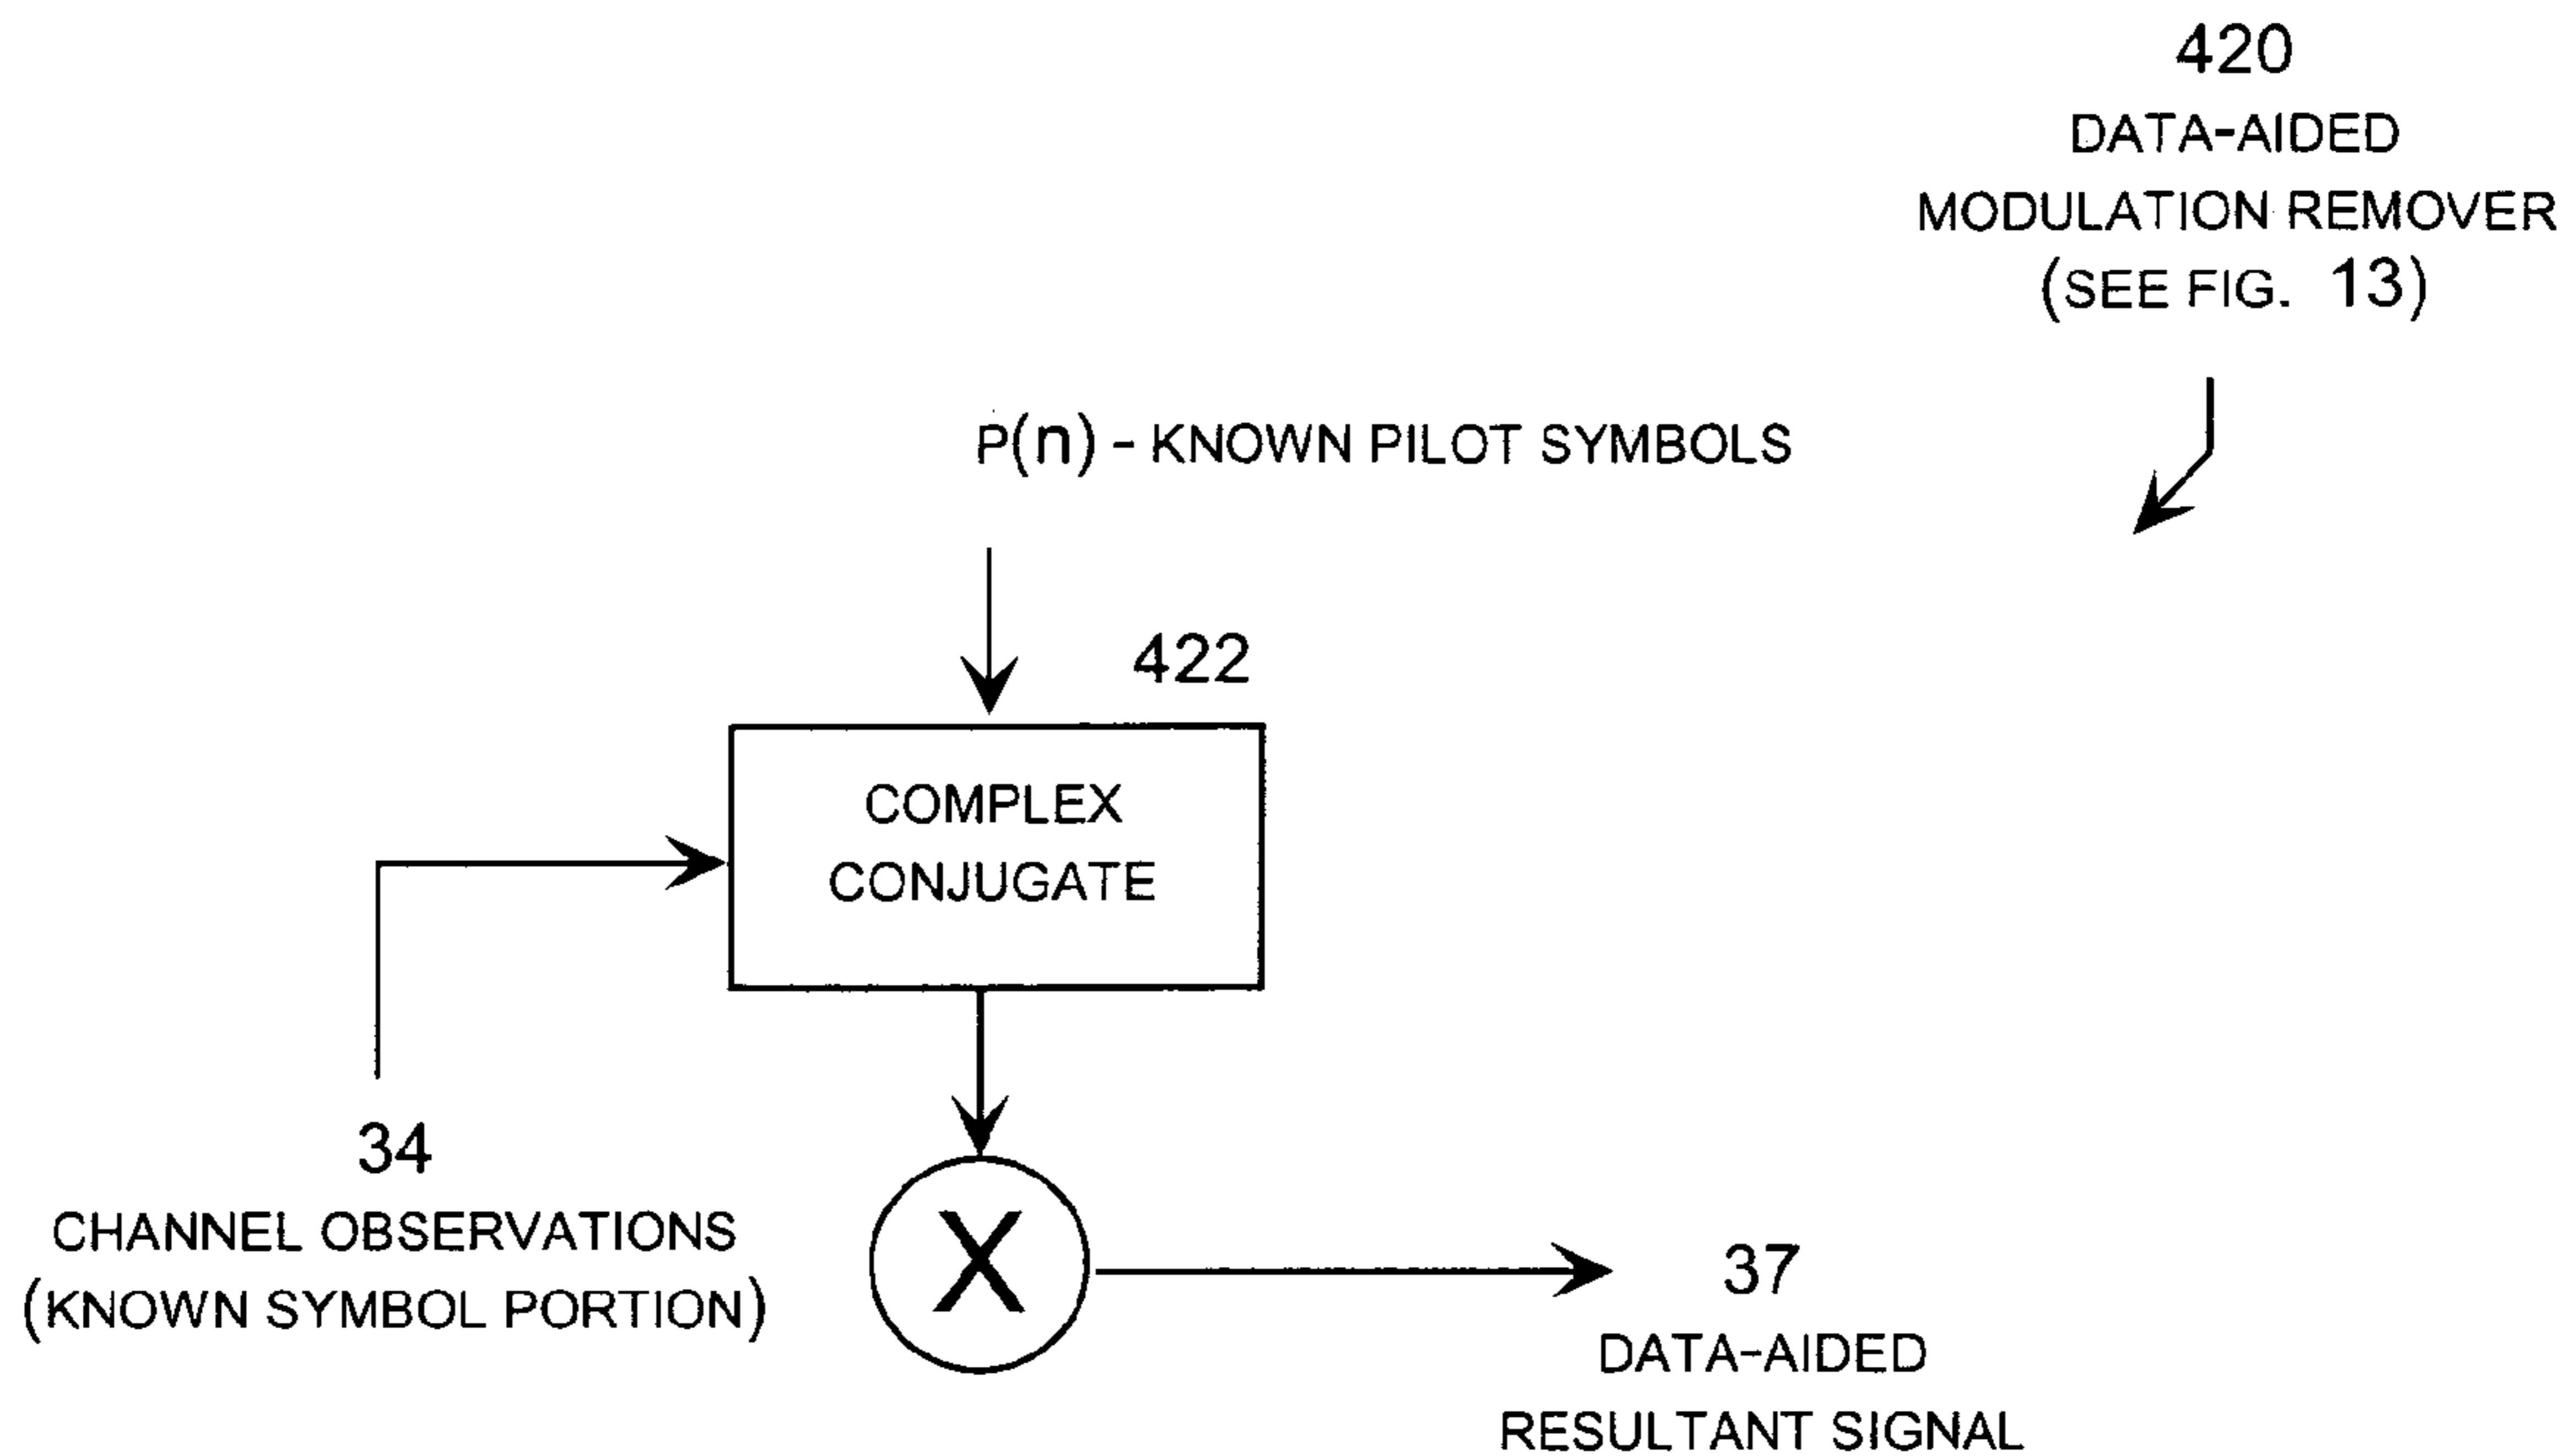 420
DATA-AIDED
MODULATION REMOVER
(SEE FIG. 13)
P(n) - KNOWN PILOT SYMBOLS
422
COMPLEX
CONJUGATE
34
CHANNEL OBSERVATIONS
(KNOWN SYMBOL PORTION)
X
37
DATA-AIDED
RESULTANT SIGNAL